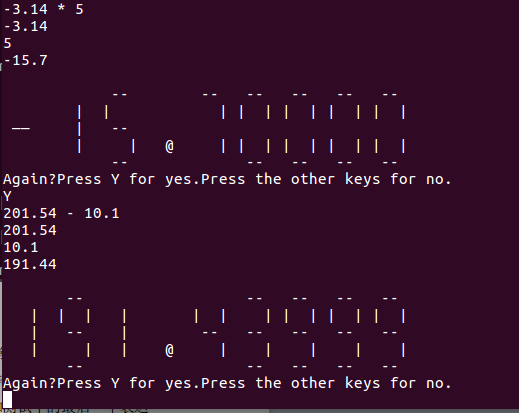 -3.14 * 5
-3.14
5
-15.7
          --        --   --   --   --   --
      |  |            | |  | |  | |  | |  |
 ——     |   --
        |     |   @     | |  | |  | |  | |  |
            --             --   --   --   --
Again?Press Y for yes.Press the other keys for no.
Y
201.54 - 10.1
201.54
10.1
191.44
       --                  --   --   --   --
   |  |  |   |       |  |    | |  | |  | |  |
   |   --    |        --   --   --   --   --
   |     |   |    @     |    |    |    |    |
       --                  --   --   --   --
Again?Press Y for yes.Press the other keys for no.